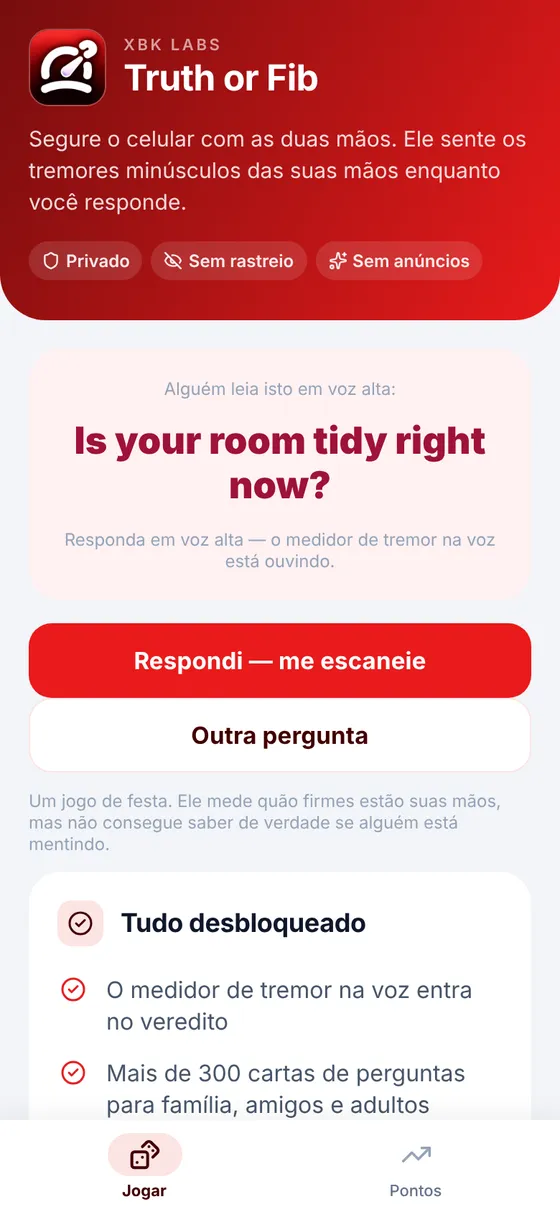 XBK LABS
Truth or Fib
Segure o celular com as duas mãos. Ele sente os
tremores minúsculos das suas mãos enquanto
você responde.
Privado
Sem rastreio
Sem anúncios
Alguém leia isto em voz alta:
Is your room tidy right
now?
Responda em voz alta — o medidor de tremor na voz
está ouvindo.
Respondi — me escaneie
Outra pergunta
Um jogo de festa. Ele mede quão firmes estão suas mãos,
mas não consegue saber de verdade se alguém está
mentindo.
Tudo desbloqueado
O medidor de tremor na voz entra
no veredito
Mais de 300 cartas de perguntas
para família, amigos e adultos
Jogar
Pontos